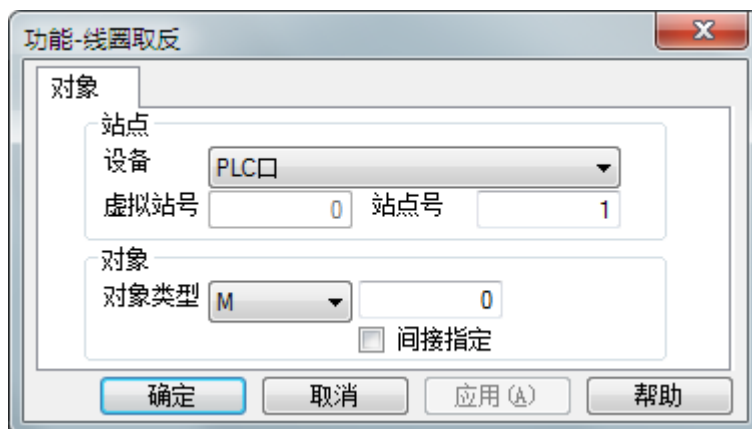 功能-线圈取反
对象
站点
设备 PLC口
虚拟站号 0 站点号 1
对象
对象类型 M 0
间接指定
确定 取消 应用(A) 帮助